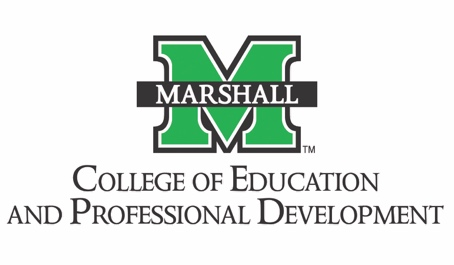 M
MARSHALL
TM
COLLEGE OF EDUCATION
AND PROFESSIONAL DEVELOPMENT